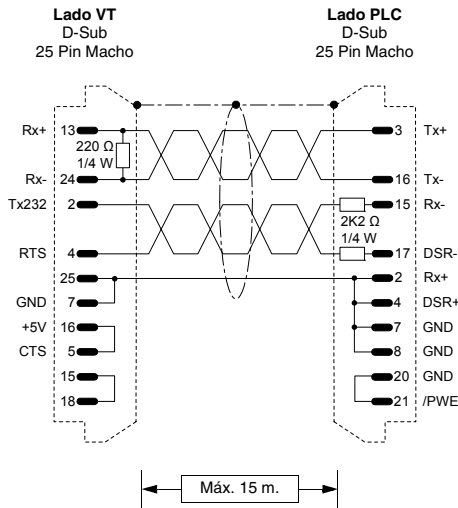 Lado VT
D-Sub
25 Pin Macho
Lado PLC
D-Sub
25 Pin Macho
Rx+ 13
3 Tx+
220 Ω
1/4 W
Rx- 24
16 Tx-
Tx232 2
15 Rx-
2K2 Ω
1/4 W
RTS 4
17 DSR-
25
2 Rx+
GND 7
4 DSR+
+5V 16
7 GND
CTS 5
8 GND
15
20 GND
18
21 /PWE
Máx. 15 m.